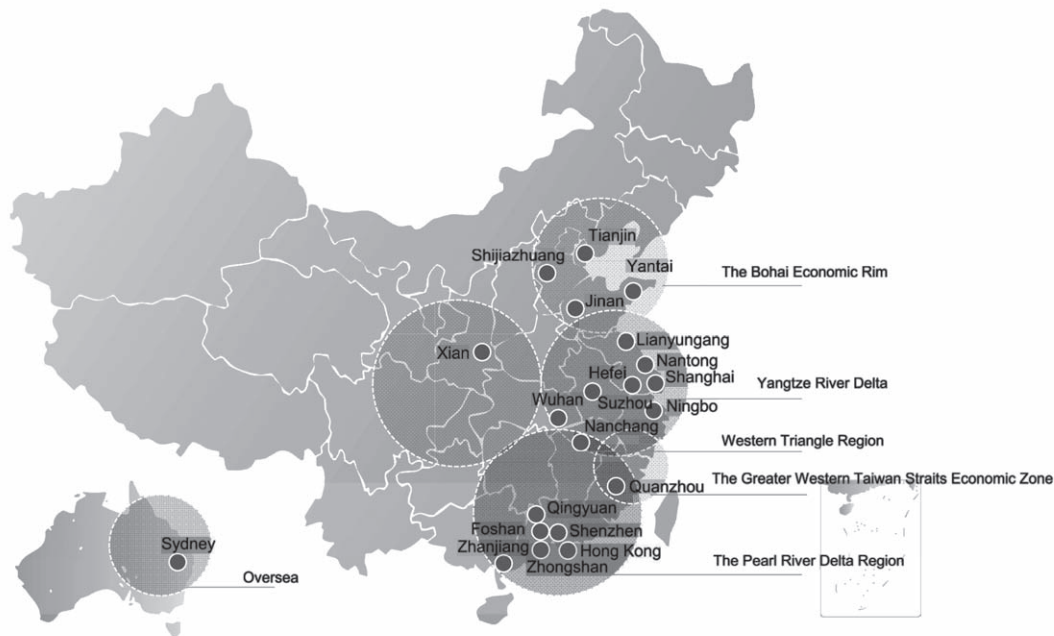 Tianjin
Shijiazhuang
Yantai
The Bohai Economic Rim
Jinan
Lianyungang
Xian
Nantong
Hefei
Shanghai
Yangtze River Delta
Suzhou
Wuhan
Ningbo
Nanchang
Western Triangle Region
The Greater Western Taiwan Straits Economic Zone
Quanzhou
Qingyuan
Foshan
Shenzhen
Zhanjiang
Hong Kong
The Pearl River Delta Region
Zhongshan
Sydney
Oversea